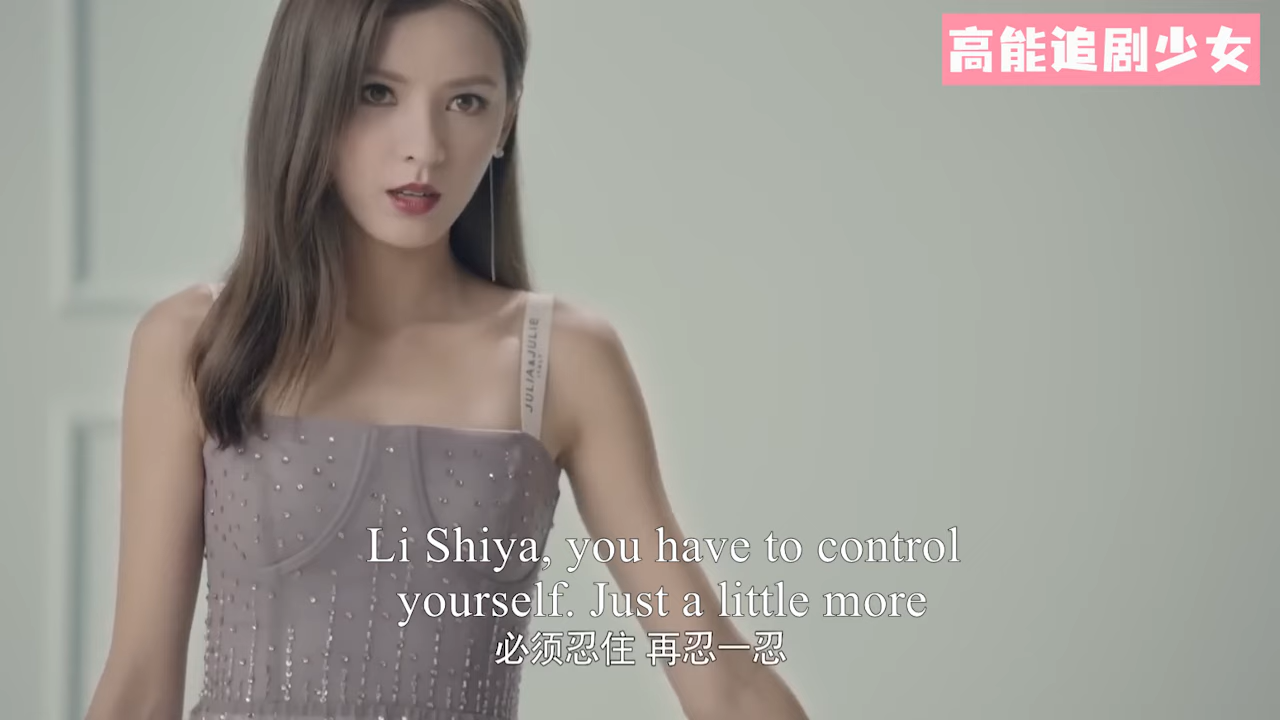 高能追剧少女
JULIA&JULIE
ITALY
Li Shiya, you have to control
yourself. Just a little more
必须忍住 再忍一忍